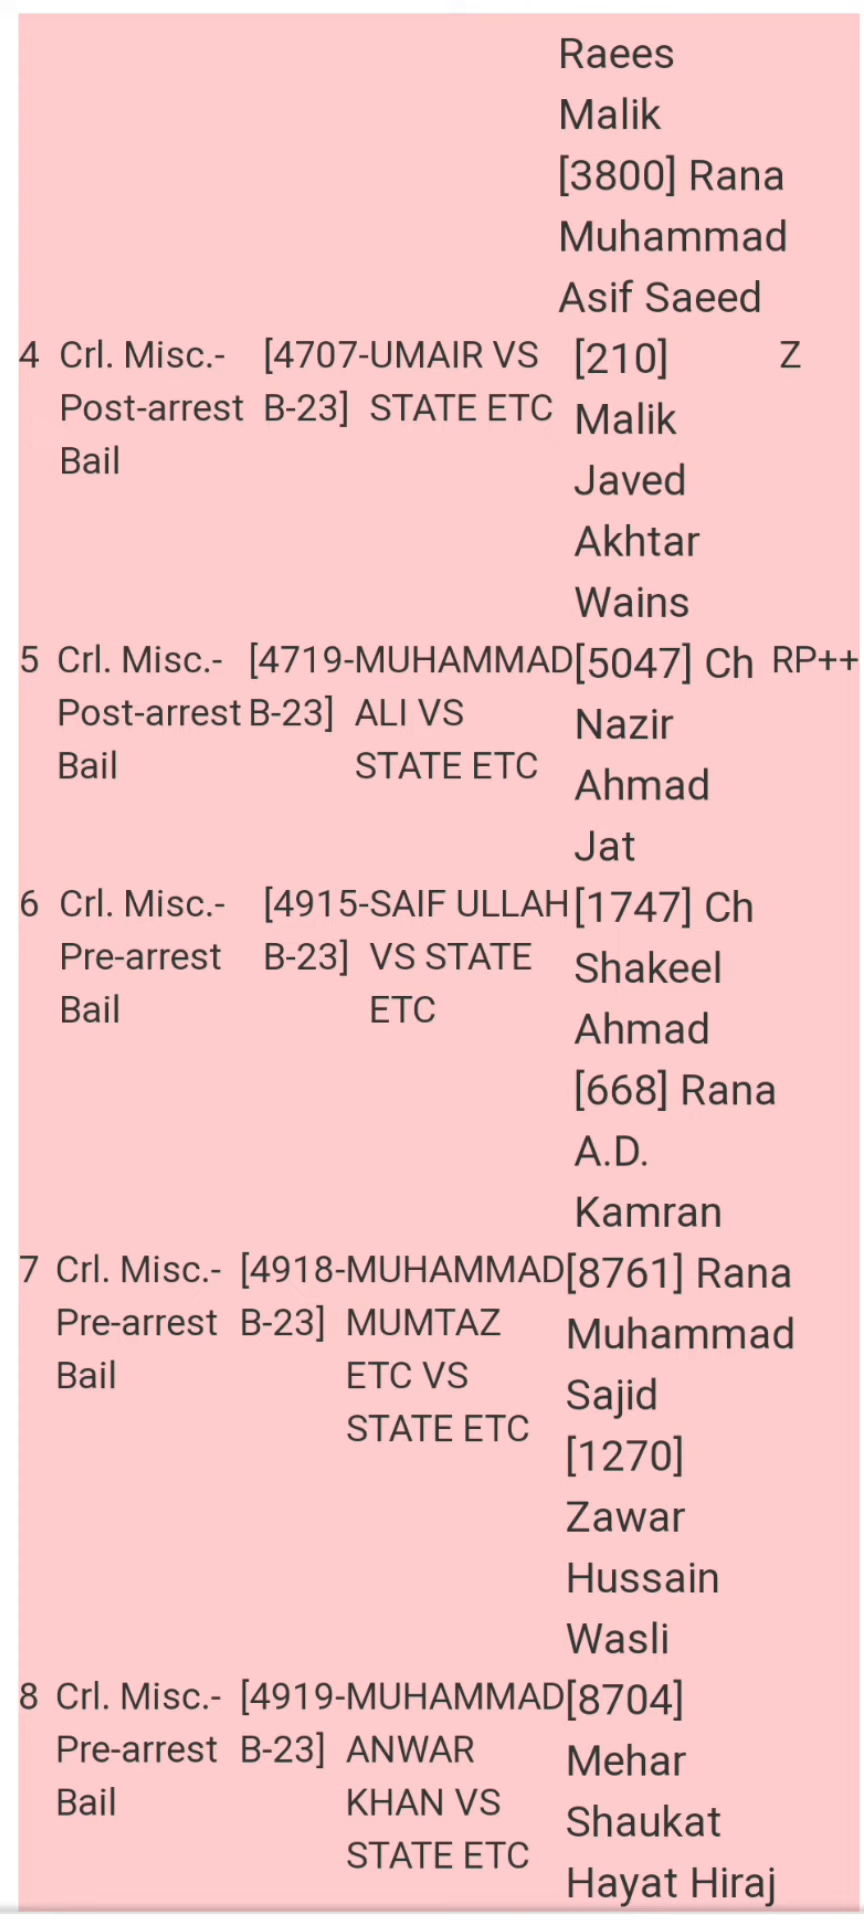 Raees
Malik
[3800] Rana
Muhammad
Asif Saeed
4 Crl. Misc.- [4707-UMAIR VS [210] Z
Post-arrest B-23] STATE ETC Malik
Bail Javed
Akhtar
Wains
5 Crl. Misc.- [4719-MUHAMMAD[5047] Ch RP++
Post-arrest B-23] ALI VS Nazir
Bail STATE ETC Ahmad
Jat
6 Crl. Misc.- [4915-SAIF ULLAH[1747] Ch
Pre-arrest B-23] VS STATE Shakeel
Bail ETC Ahmad
[668] Rana
A.D.
Kamran
7 Crl. Misc.- [4918-MUHAMMAD[8761] Rana
Pre-arrest B-23] MUMTAZ Muhammad
Bail ETC VS Sajid
STATE ETC [1270]
Zawar
Hussain
Wasli
8 Crl. Misc.- [4919-MUHAMMAD[8704]
Pre-arrest B-23] ANWAR Mehar
Bail KHAN VS Shaukat
STATE ETC Hayat Hiraj